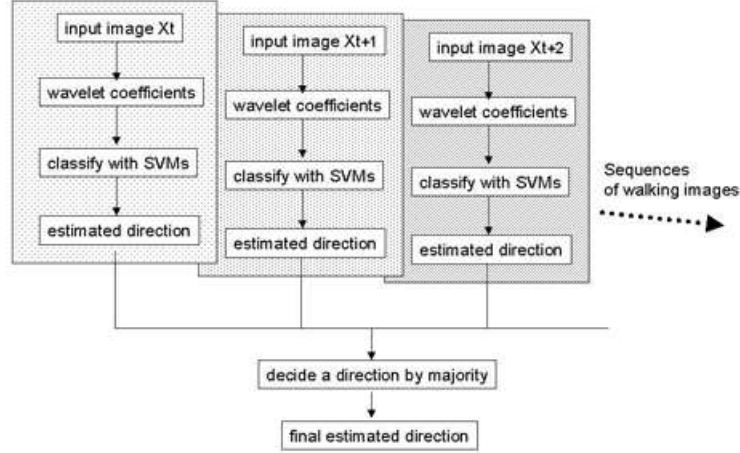 input image Xt
wavelet coefficients
classify with SVMs
estimated direction
input image Xt+1
wavelet coefficients
classify with SVMs
estimated direction
input image Xt+2
wavelet coefficients
classify with SVMs
estimated direction
Sequences
of walking images
decide a direction by majority
final estimated direction